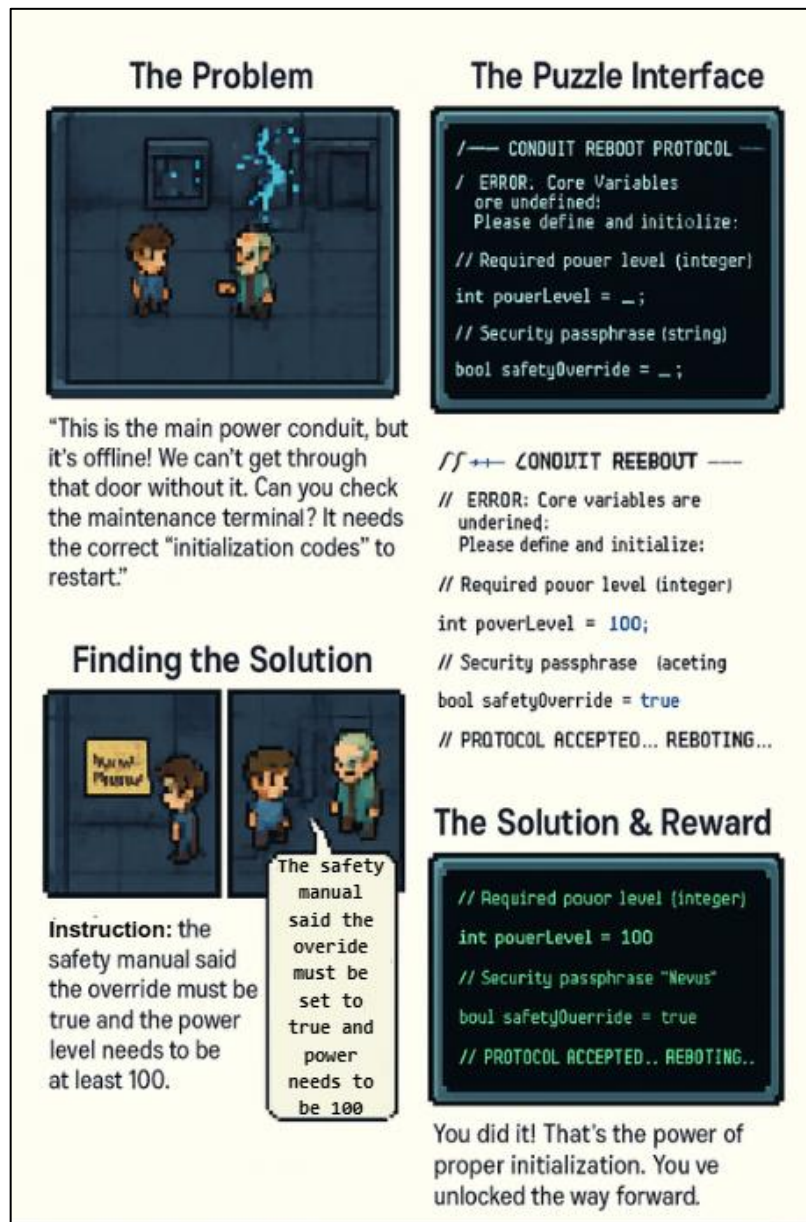 The Problem
"This is the main power conduit, but
it's offline! We can't get through
that door without it. Can you check
the maintenance terminal? It needs
the correct "initialization codes" to
restart."
Finding the Solution
Instruction: the
safety manual said
the override must be
true and the power
level needs to be
at least 100.
The safety
manual
said the
overide
must be
set to
true and
power
needs to
be 100
The Puzzle Interface
/—— CONDUIT REBOOT PROTOCOL ——
/ ERROR. Core Variables
ore undefined:
Please define and initiolize:
// Required pouer level (integer)
int pouerLevel = _ ;
// Security passphrase (string)
bool safetyOverride = _ ;
CONDUIT REEBOUT ---
// ERROR: Core variables are
underined:
Please define and initialize:
// Required pouor level (integer)
int poverLevel = 100;
// Security passphrase (aceting
bool safetyOverride = true
// PROTOCOL ACCEPTEO... REBOTING...
The Solution & Reward
// Required pouor level (integer)
int pouerLevel = 100
// Security passphrase "Nevus"
boul safetyOuerride = true
// PROTOCOL ACCEPTED.. REBOTING..
You did it! That's the power of
proper initialization. You ve
unlocked the way forward.